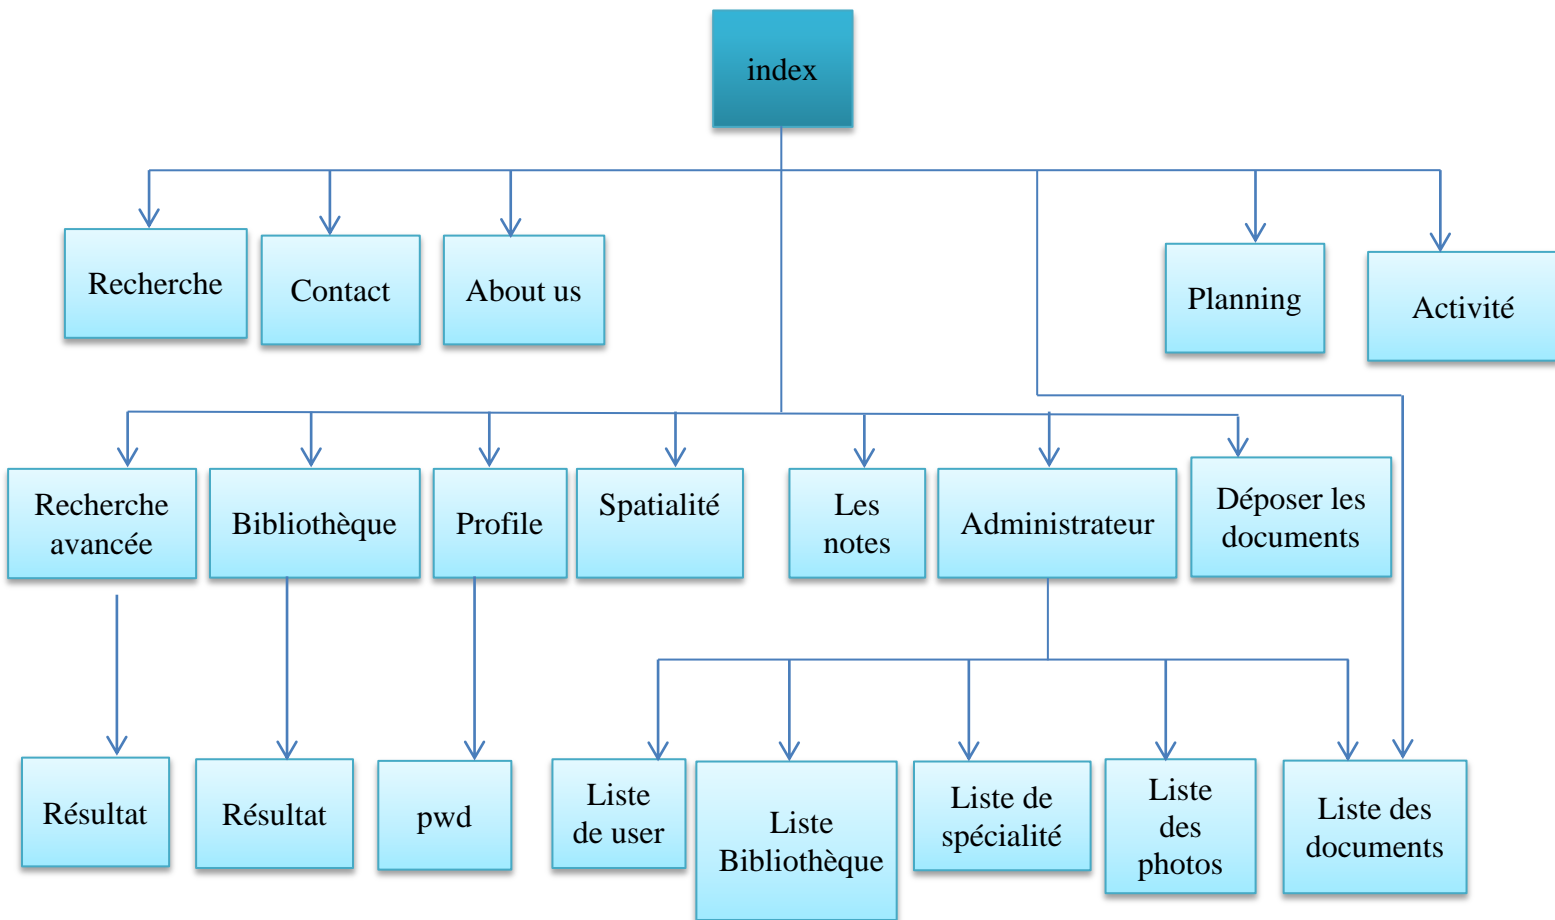 index
Recherche
Contact
About us
Planning
Activité
Recherche
avancée
Bibliothèque
Profile
Spatialité
Les
notes
Administrateur
Déposer les
documents
Résultat
Résultat
pwd
Liste
de user
Liste
Bibliothèque
Liste de
spécialité
Liste
des
photos
Liste des
documents